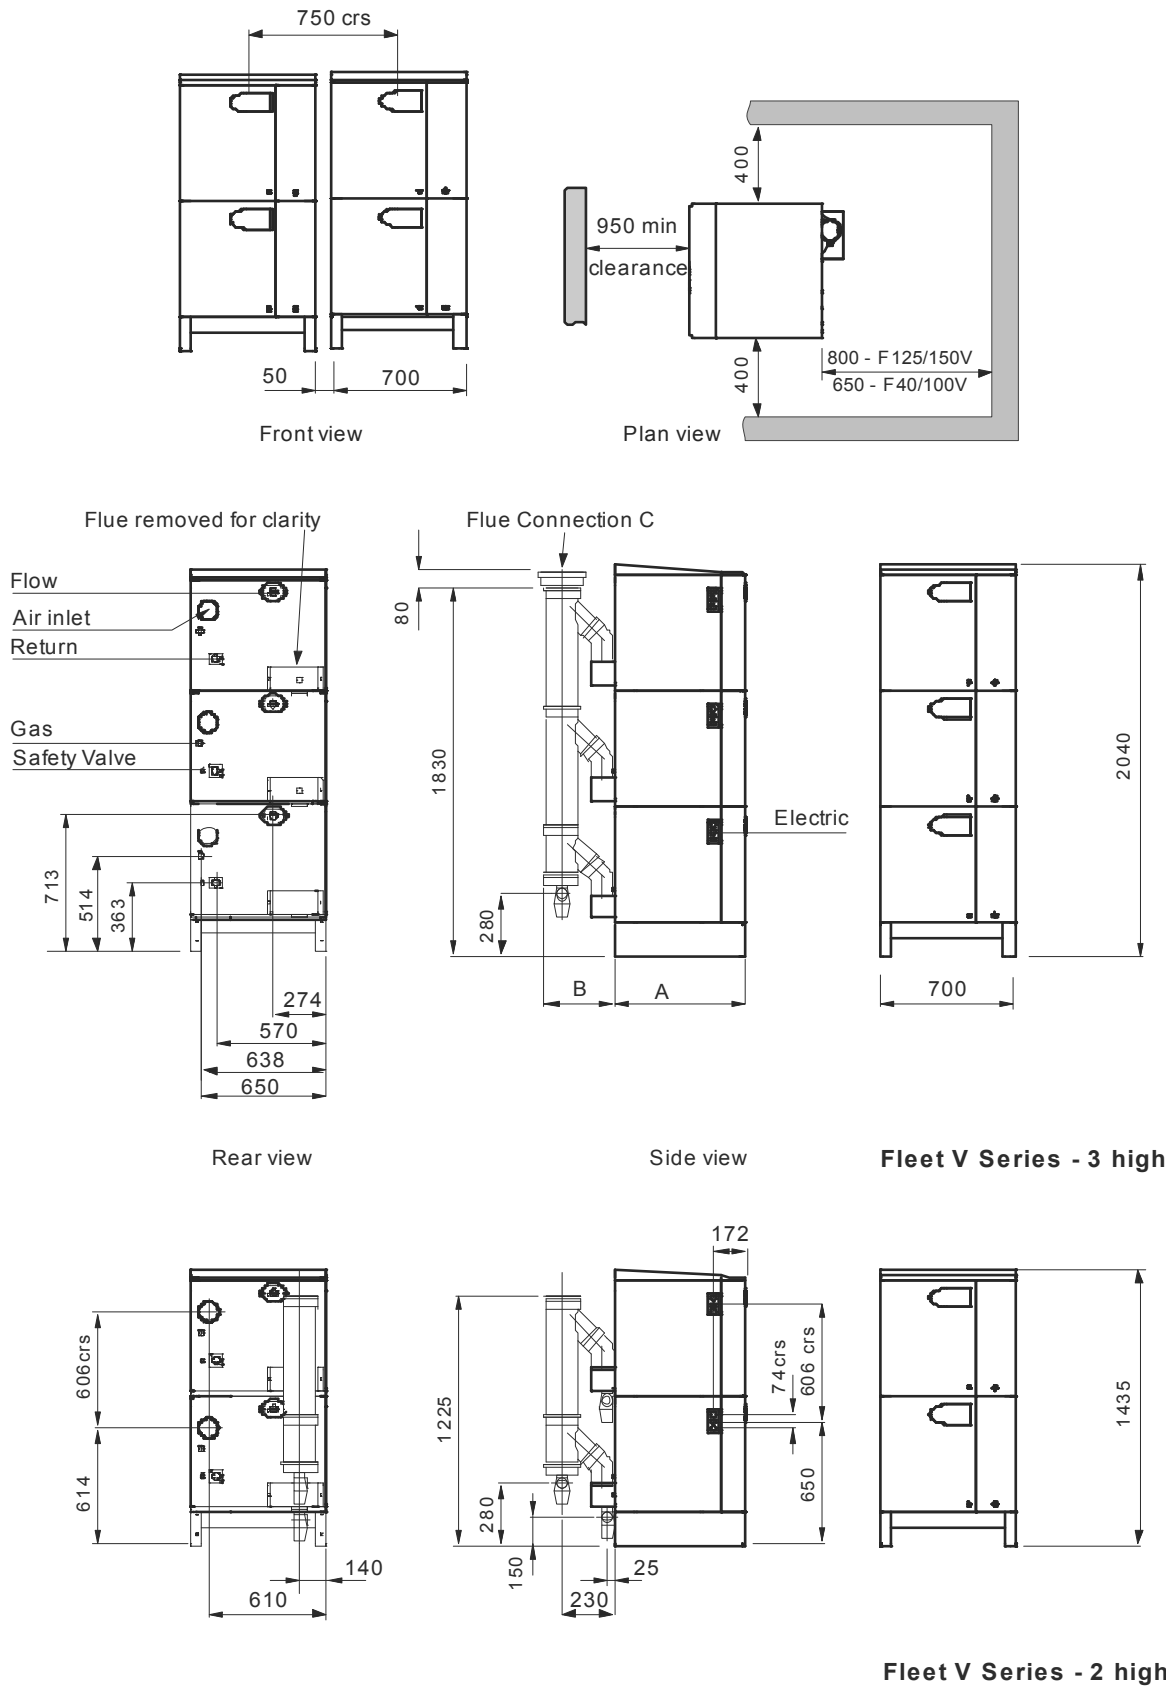 750 crs
400
950 min
clearance
50
700
400
800 - F125/150V
650 - F40/100V
Front view
Plan view
Flue removed for clarity
Flue Connection C
Flow
Air inlet
Return
80
Gas
Safety Valve
1830
2040
Electric
713
514
363
280
274
B
A
700
570
638
650
Rear view
Side view
Fleet V Series - 3 high
172
606crs
74crs
606 crs
1225
1435
614
280
650
150
140
25
610
230
Fleet V Series - 2 high